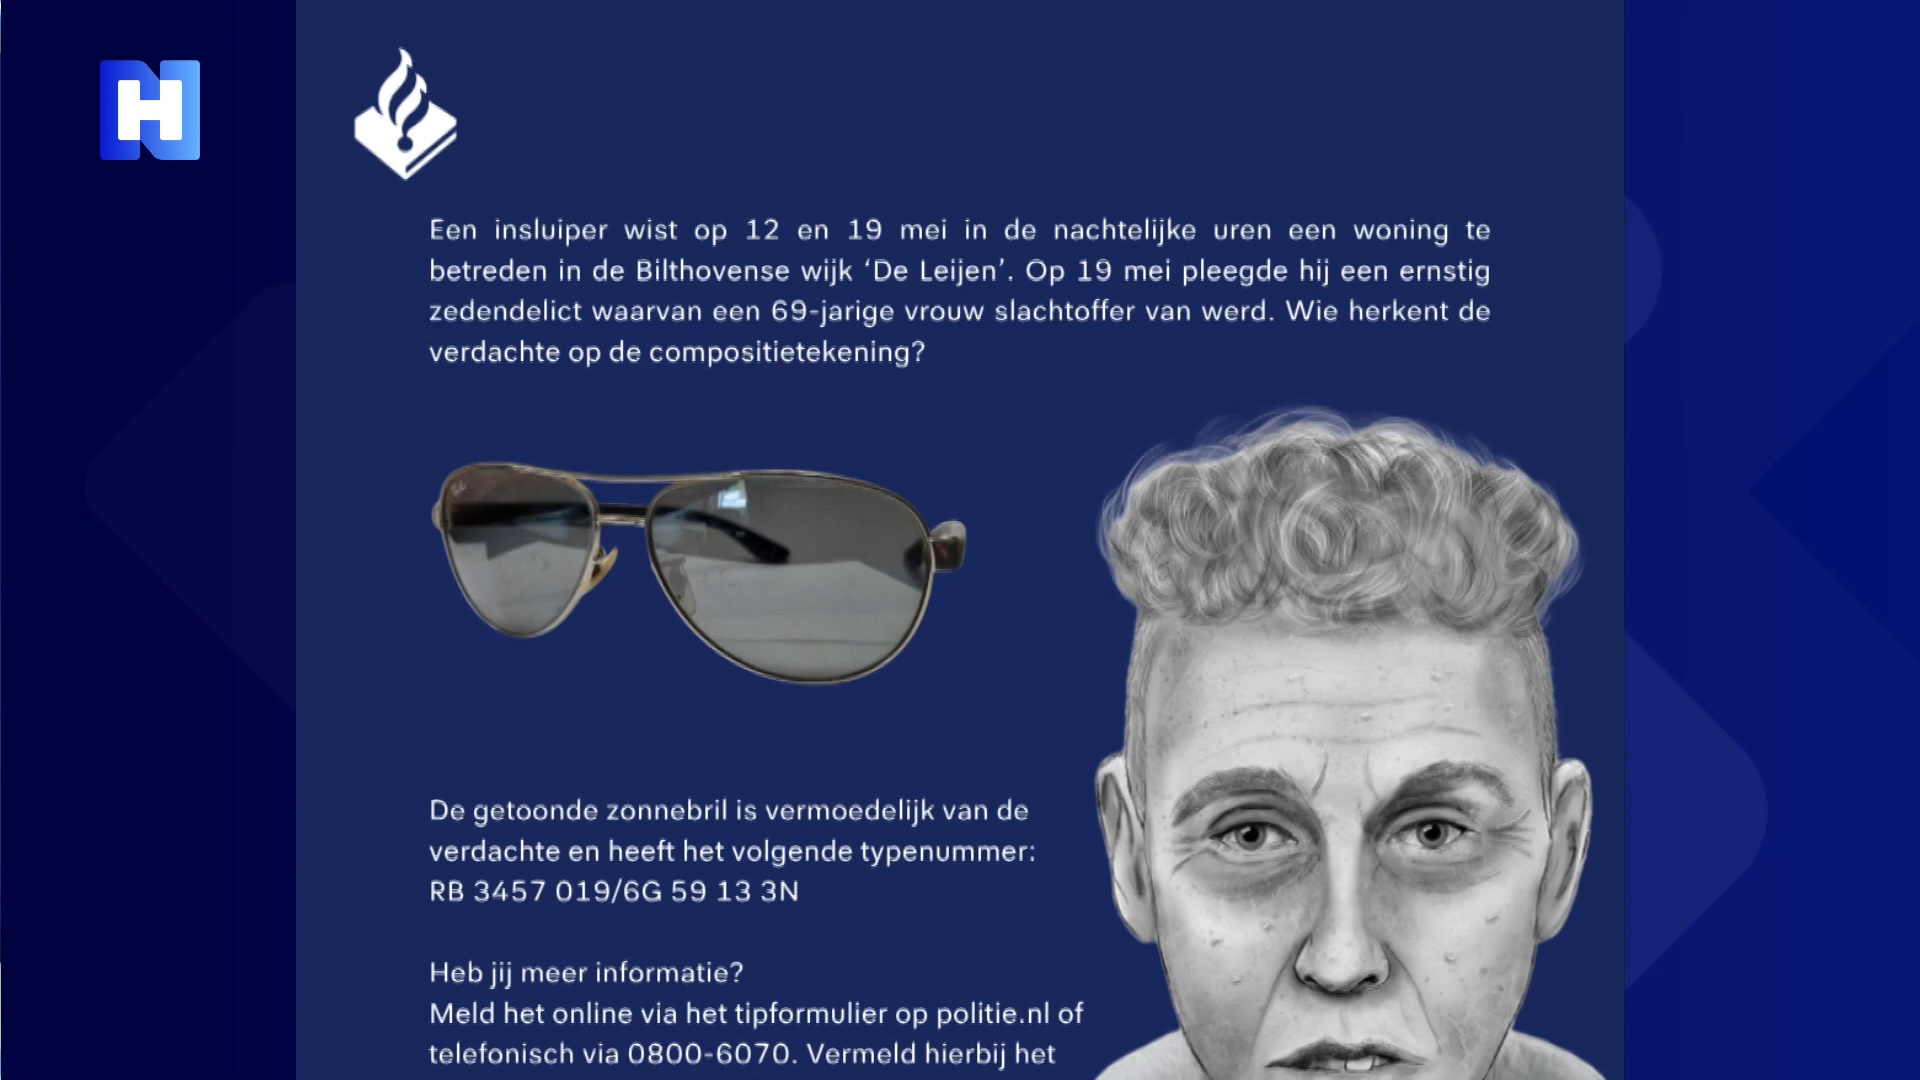 NH
Een insluiper wist op 12 en 19 mei in de nachtelijke uren een woning te
betreden in de Bilthovense wijk ‘De Leijen’. Op 19 mei pleegde hij een ernstig
zedendelict waarvan een 69-jarige vrouw slachtoffer van werd. Wie herkent de
verdachte op de compositietekening?
De getoonde zonnebril is vermoedelijk van de
verdachte en heeft het volgende typenummer:
RB 3457 019/6G 59 13 3N
Heb jij meer informatie?
Meld het online via het tipformulier op politie.nl of
telefonisch via 0800-6070. Vermeld hierbij het